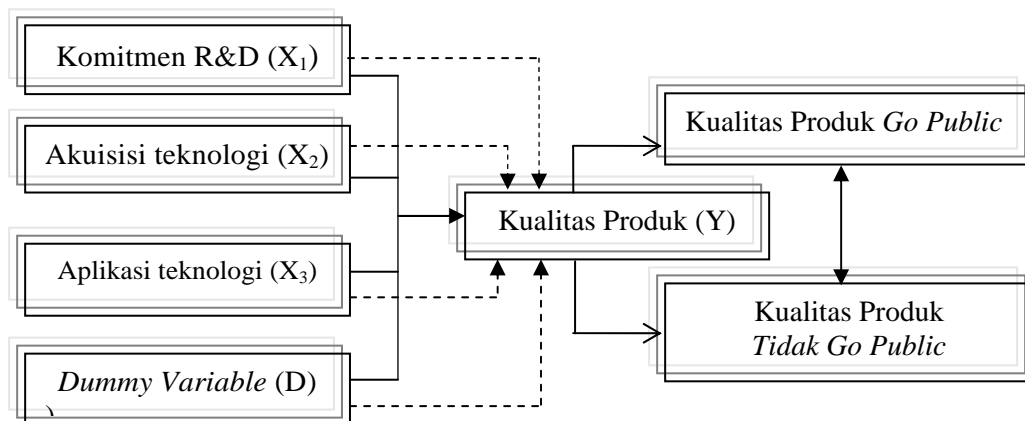 Komitmen R&D (X₁)
Akuisisi teknologi (X₂)
Aplikasi teknologi (X₃)
Dummy Variable (D)
)
Kualitas Produk (Y)
Kualitas Produk Go Public
Kualitas Produk
Tidak Go Public